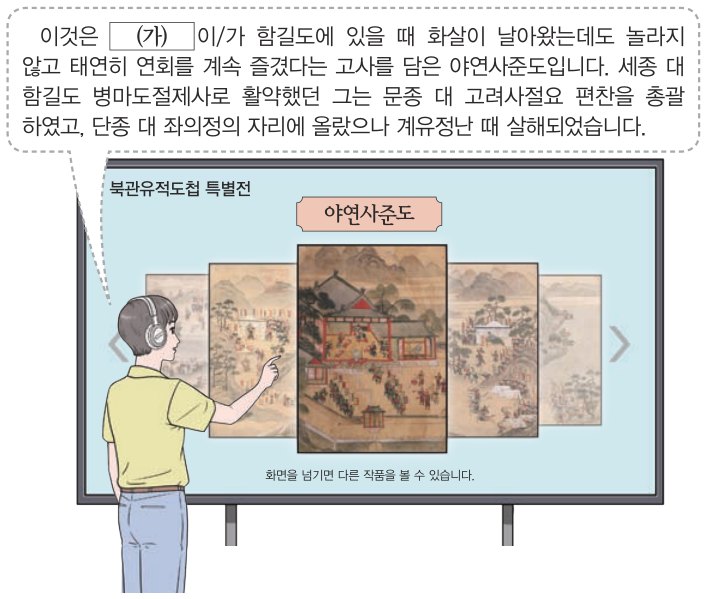 이것은 (가) 이/가 함길도에 있을 때 화살이 날아왔는데도 놀라지
않고 태연히 연회를 계속 즐겼다는 고사를 담은 야연사준도입니다. 세종 대
함길도 병마도절제사로 활약했던 그는 문종 대 고려사절요 편찬을 총괄
하였고, 단종 대 좌의정의 자리에 올랐으나 계유정난 때 살해되었습니다.
북관유적도첩 특별전
야연사준도
화면을 넘기면 다른 작품을 볼 수 있습니다.